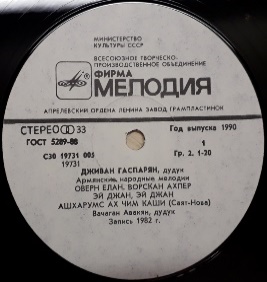 МИНИСТЕРСТВО
КУЛЬТУРЫ СССР
ВСЕСОЮЗНОЕ ТВОРЧЕСКО-
ПРОИЗВОДСТВЕННОЕ ОБЪЕДИНЕНИЕ
ФИРМА
МЕЛОДИЯ
АПРЕЛЕВСКИЙ ОРДЕНА ЛЕНИНА ЗАВОД ГРАМПЛАСТИНОК
СТЕРЕО 33
Год выпуска 1990
ГОСТ 5289-88
1
С30 19731 005
Гр. 2. 1-20
19731
ДЖИВАН ГАСПАРЯН, дудук
Армянские народные мелодии
ОВЕРН ЕЛАН, ВОРСКАН АХПЕР
ЭЙ ДЖАН, ЭЙ ДЖАН
АШХАРУМС АХ ЧИМ КАШИ (Саят-Нова)
Вачаган Авакян, дудук
Запись 1982 г.